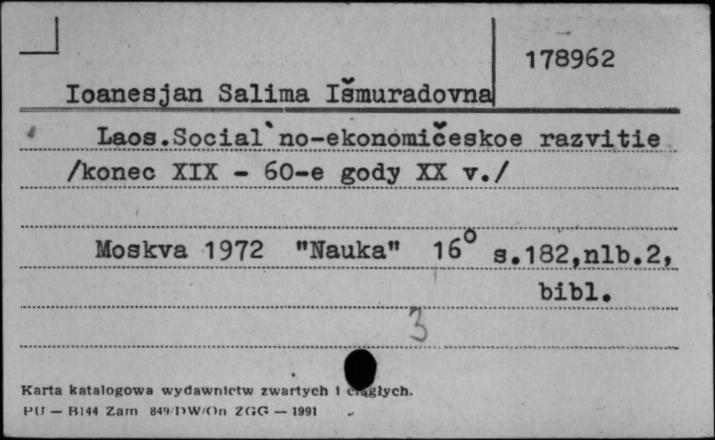 178962
Ioanesjan Salima Išmuradovna
Laos.Social`no-ekonomičeskoe razvitie
/konec XIX - 60-e gody XX v./
Moskva 1972 "Nauka" 16° s.182,nlb.2,
bibl.
3
Karta katalogowa wydawnictw zwartych i ciągłych.
PU — B144 Zam 849/DW/On ZGG — 1991